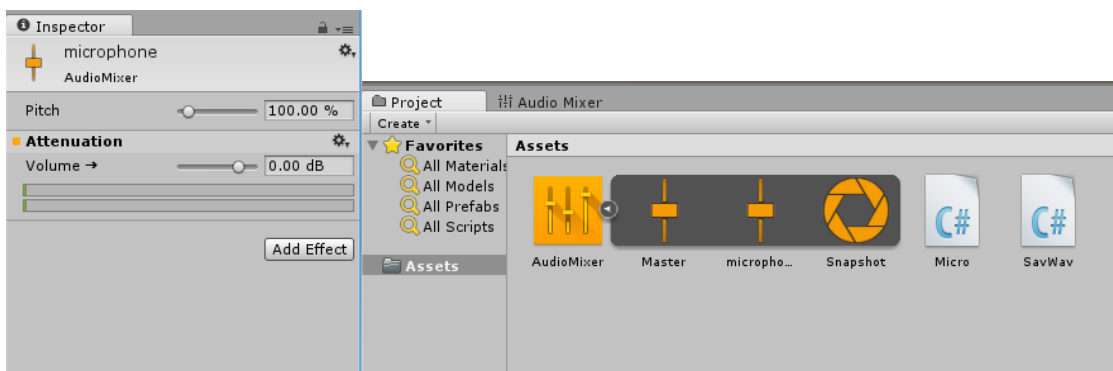 Inspector
microphone
AudioMixer
Pitch
100.00 %
Attenuation
Volume →
0.00 dB
Add Effect
Project
Audio Mixer
Create
Favorites
All Materials
All Models
All Prefabs
All Scripts
Assets
Assets
C#
C#
AudioMixer
Master
micropho...
Snapshot
Micro
SavWav